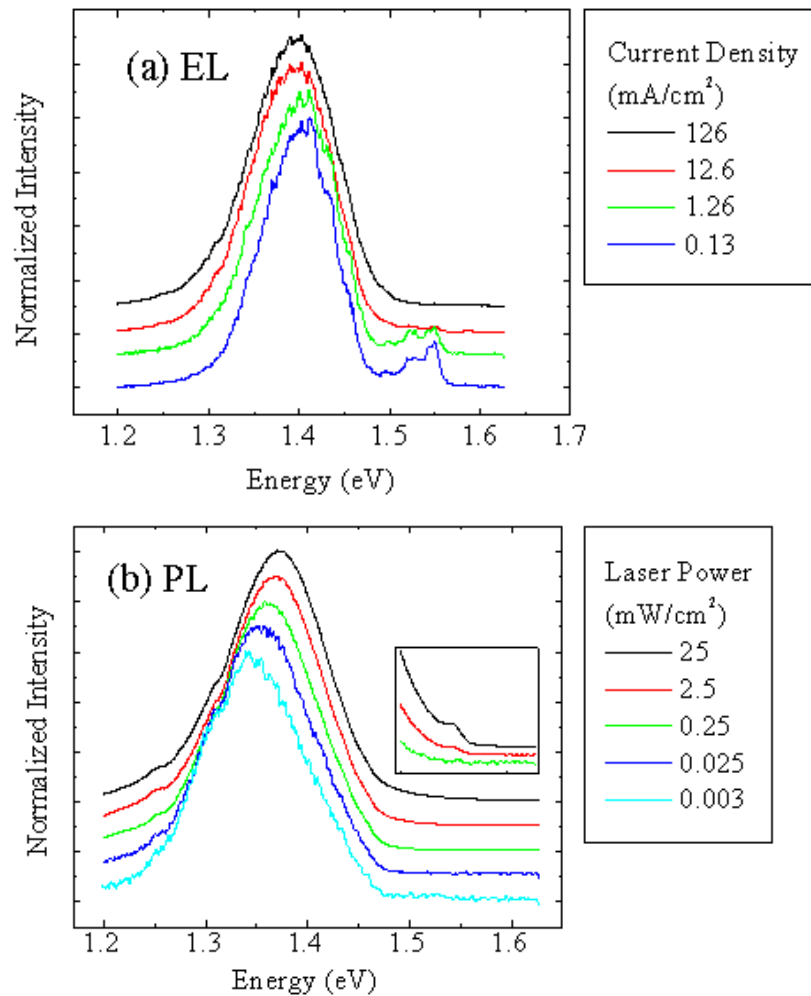 (a) EL
Normalized Intensity
1.2 1.3 1.4 1.5 1.6 1.7
Energy (eV)
Current Density
(mA/cm²)
126
12.6
1.26
0.13
(b) PL
Normalized Intensity
1.2 1.3 1.4 1.5 1.6
Energy (eV)
Laser Power
(mW/cm²)
25
2.5
0.25
0.025
0.003